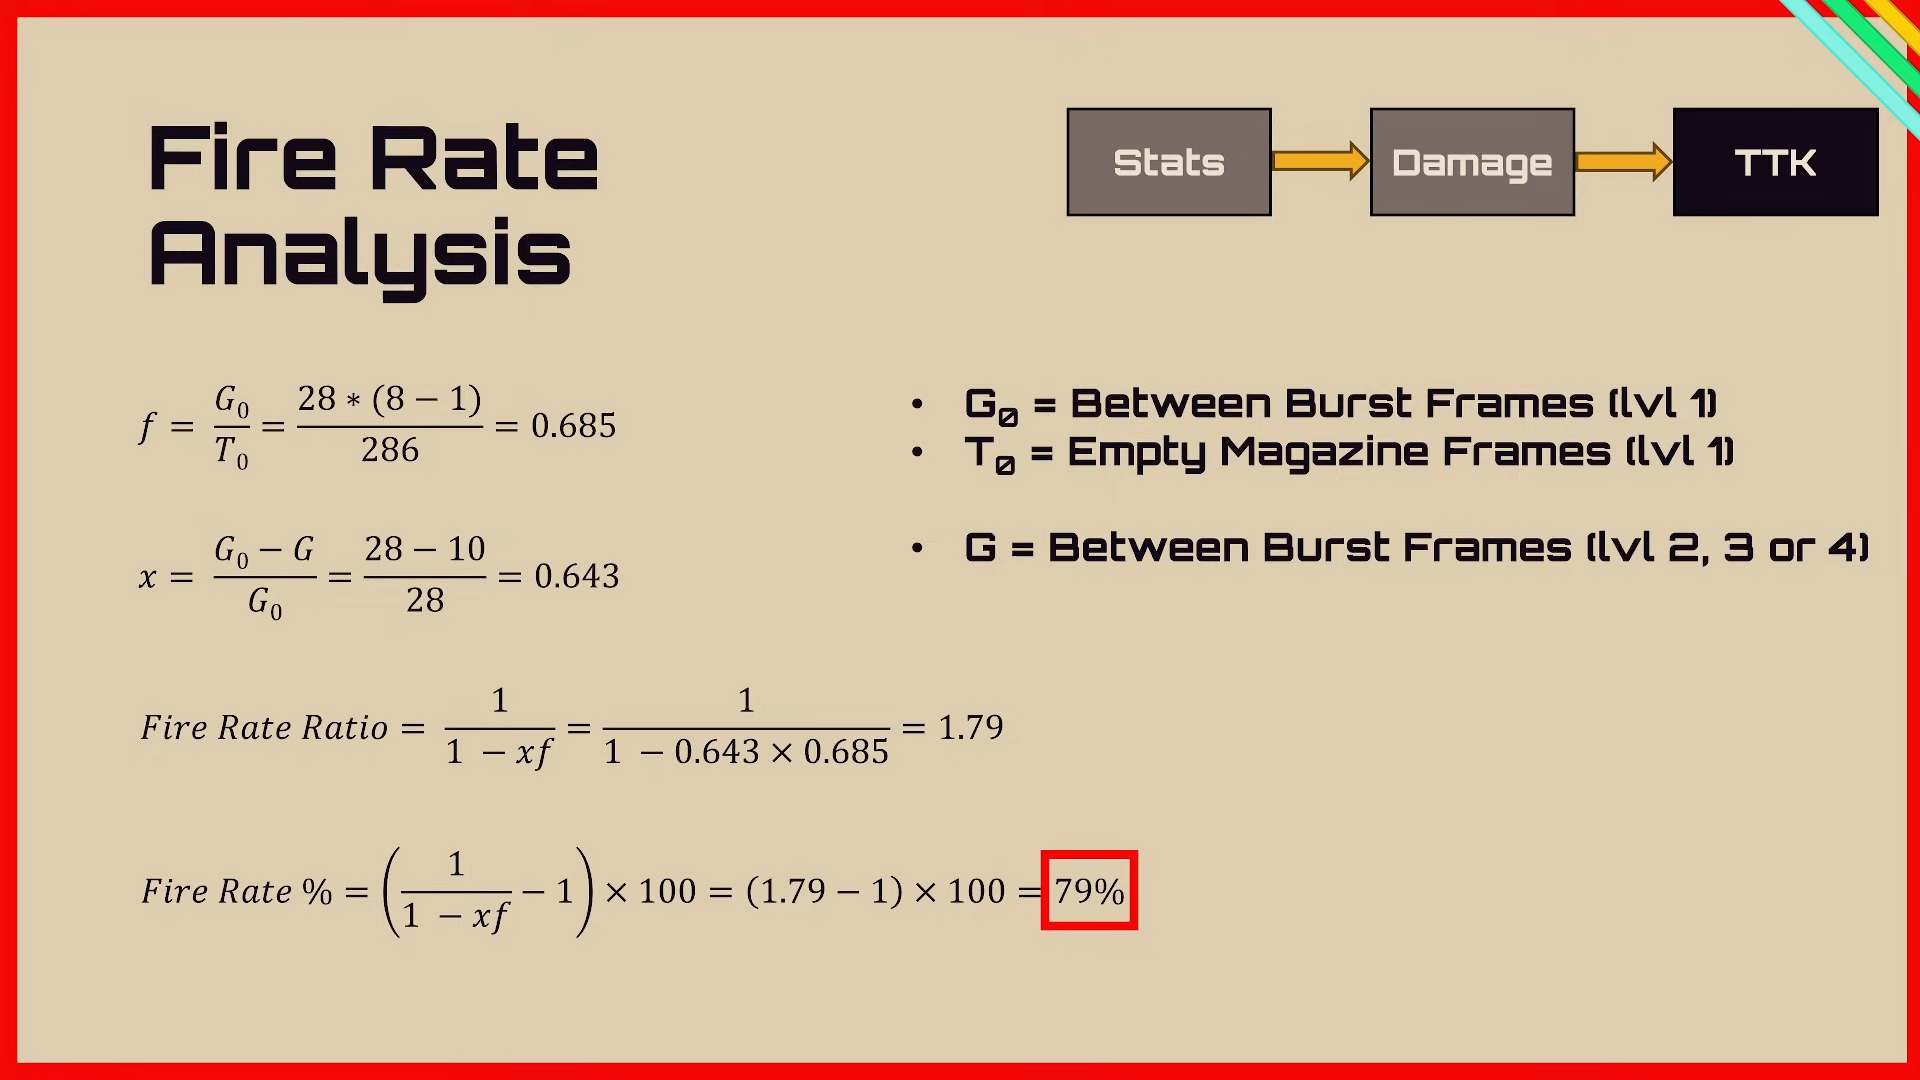 Fire Rate
Analysis
Stats
Damage
TTK
f = G₀/T₀ = 28 ∗ (8 − 1)/286 = 0.685
x = (G₀ − G)/G₀ = (28 − 10)/28 = 0.643
Fire Rate Ratio = 1/(1 − xf) = 1/(1 − 0.643 × 0.685) = 1.79
Fire Rate % = (1/(1 − xf) − 1) × 100 = (1.79 − 1) × 100 = 79%
• G₀ = Between Burst Frames (lvl 1)
• T₀ = Empty Magazine Frames (lvl 1)
• G = Between Burst Frames (lvl 2, 3 or 4)